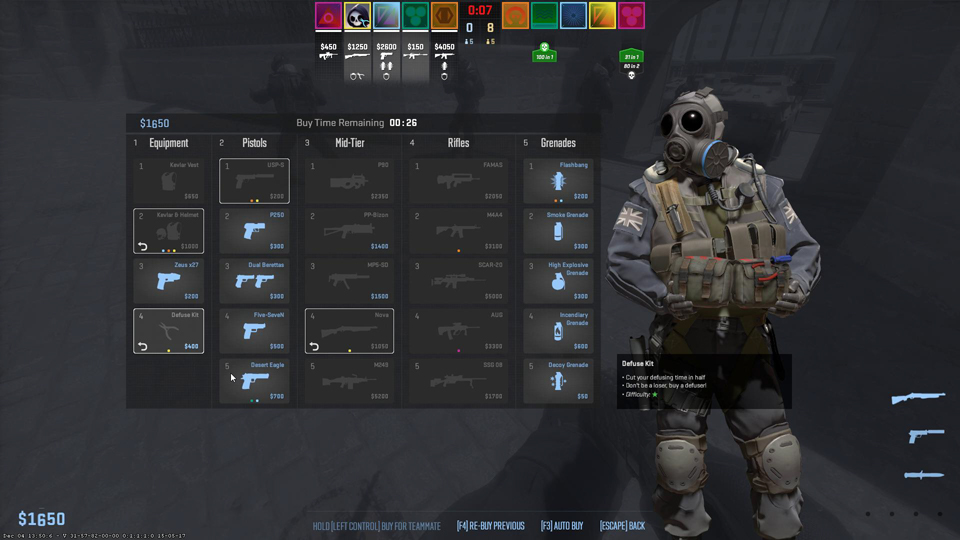 0:07
0 8
5 5
$450 $1250 $2600 $150 $4050
100 in 1
31 in 1
80 in 2
$1650
Buy Time Remaining 00:26
1 Equipment 2 Pistols 3 Mid-Tier 4 Rifles 5 Grenades
1 Kevlar Vest
$650
1 USP-S
$200
1 P90
$2350
1 FAMAS
$2050
1 Flashbang
$200
2 Kevlar & Helmet
$1000
2 P250
$300
2 PP-Bizon
$1400
2 M4A4
$3100
2 Smoke Grenade
$300
3 Zeus x27
$200
3 Dual Berettas
$300
3 MP5-SD
$1500
3 SCAR-20
$5000
3 High Explosive
Grenade
$300
4 Defuse Kit
$400
4 Five-SeveN
$500
4 Nova
$1050
4 AUG
$3300
4 Incendiary
Grenade
$600
5 Desert Eagle
$700
5 M249
$5200
5 SSG 08
$1700
5 Decoy Grenade
$50
Defuse Kit
• Cut your defusing time in half
• Don't be a loser, buy a defuser!
• Difficulty: ★
$1650
HOLD [LEFT CONTROL] BUY FOR TEAMMATE [F4] RE-BUY PREVIOUS [F3] AUTO BUY [ESCAPE] BACK